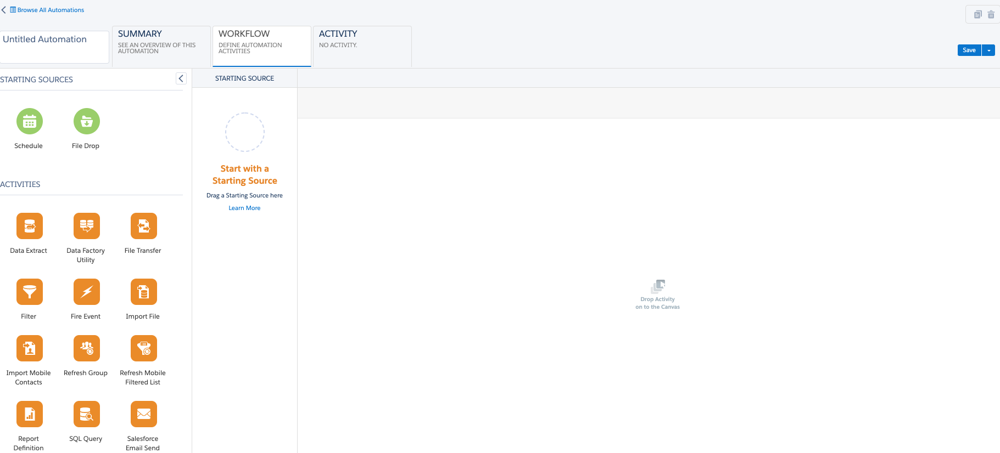 Browse All Automations
Untitled Automation
SUMMARY
SEE AN OVERVIEW OF THIS
AUTOMATION
WORKFLOW
DEFINE AUTOMATION
ACTIVITIES
ACTIVITY
NO ACTIVITY.
Save
STARTING SOURCES
Schedule
File Drop
ACTIVITIES
Data Extract
Data Factory
Utility
File Transfer
Filter
Fire Event
Import File
Import Mobile
Contacts
Refresh Group
Refresh Mobile
Filtered List
Report
Definition
SQL Query
Salesforce
Email Send
STARTING SOURCE
Start with a
Starting Source
Drag a Starting Source here
Learn More
Drop Activity
on to the Canvas